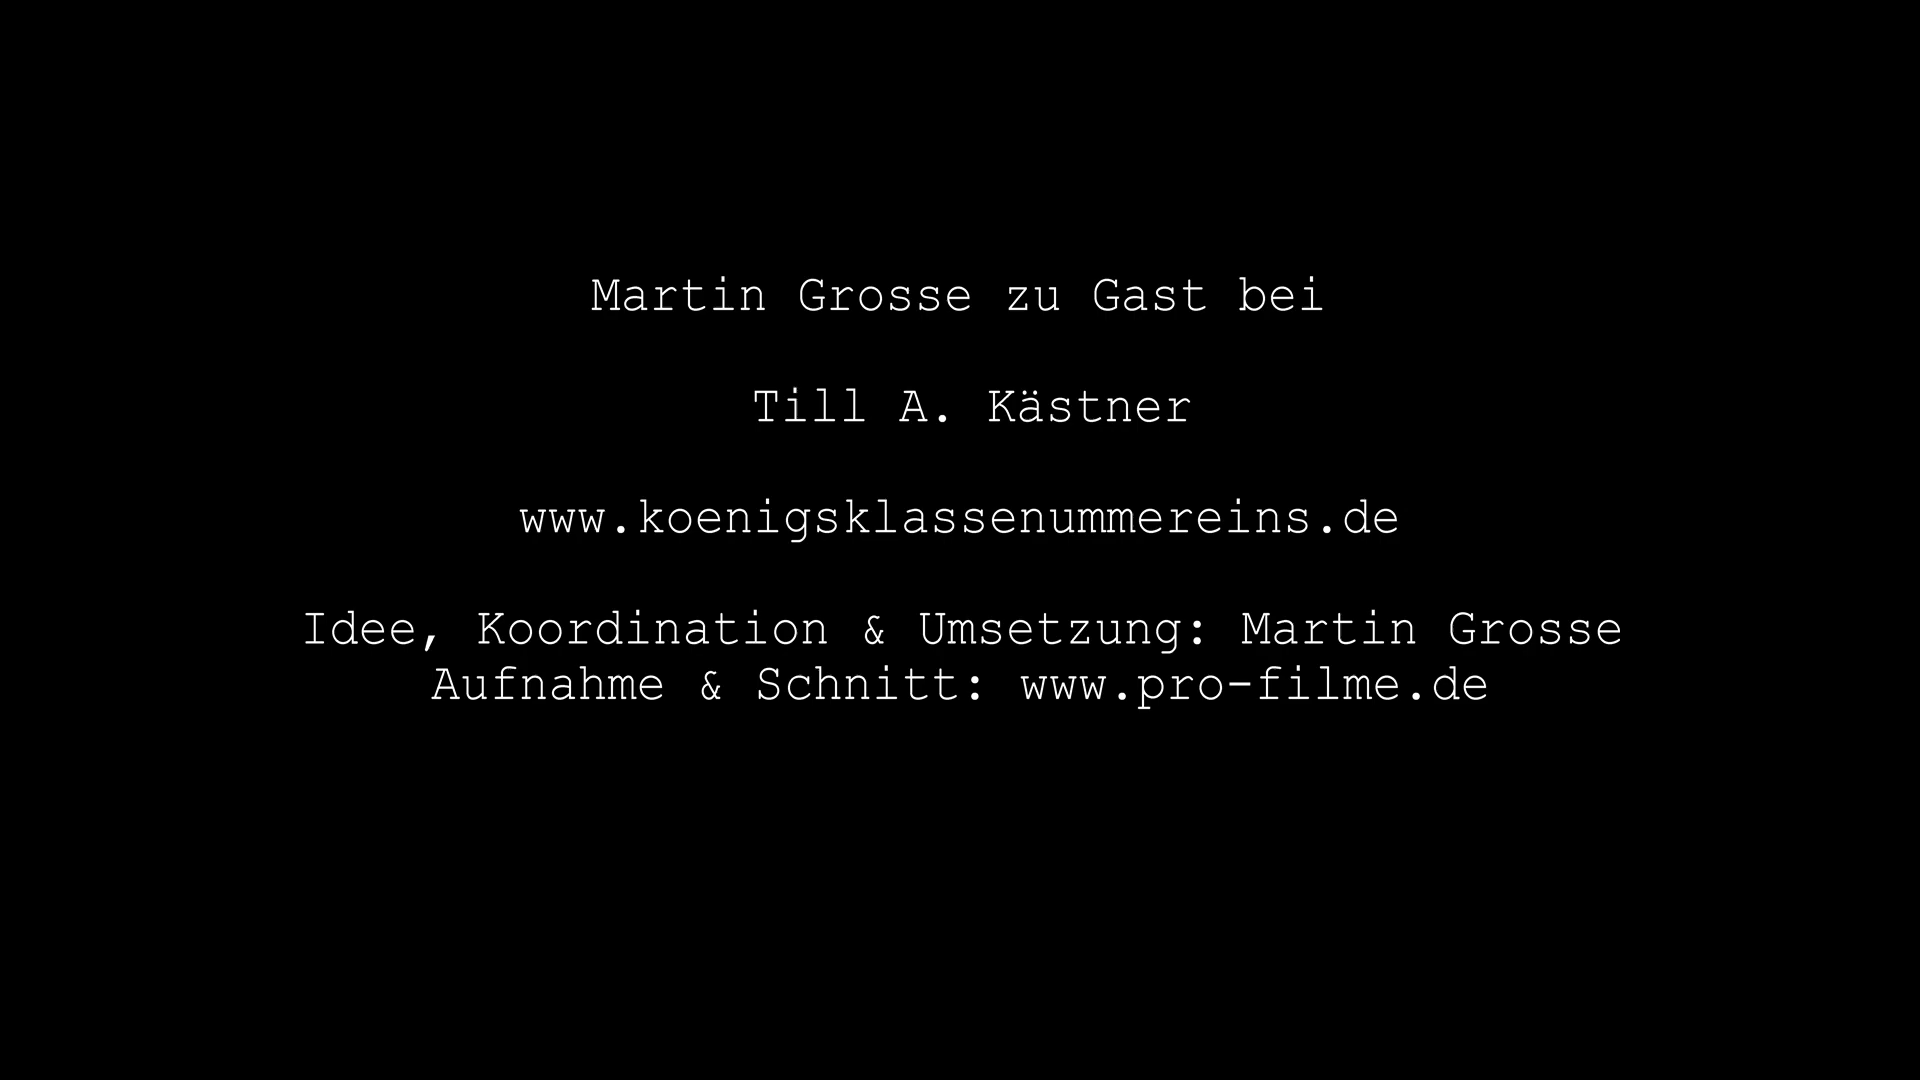 Martin Grosse zu Gast bei
Till A. Kästner
www.koenigsklassenummereins.de
Idee, Koordination & Umsetzung: Martin Grosse
Aufnahme & Schnitt: www.pro-filme.de